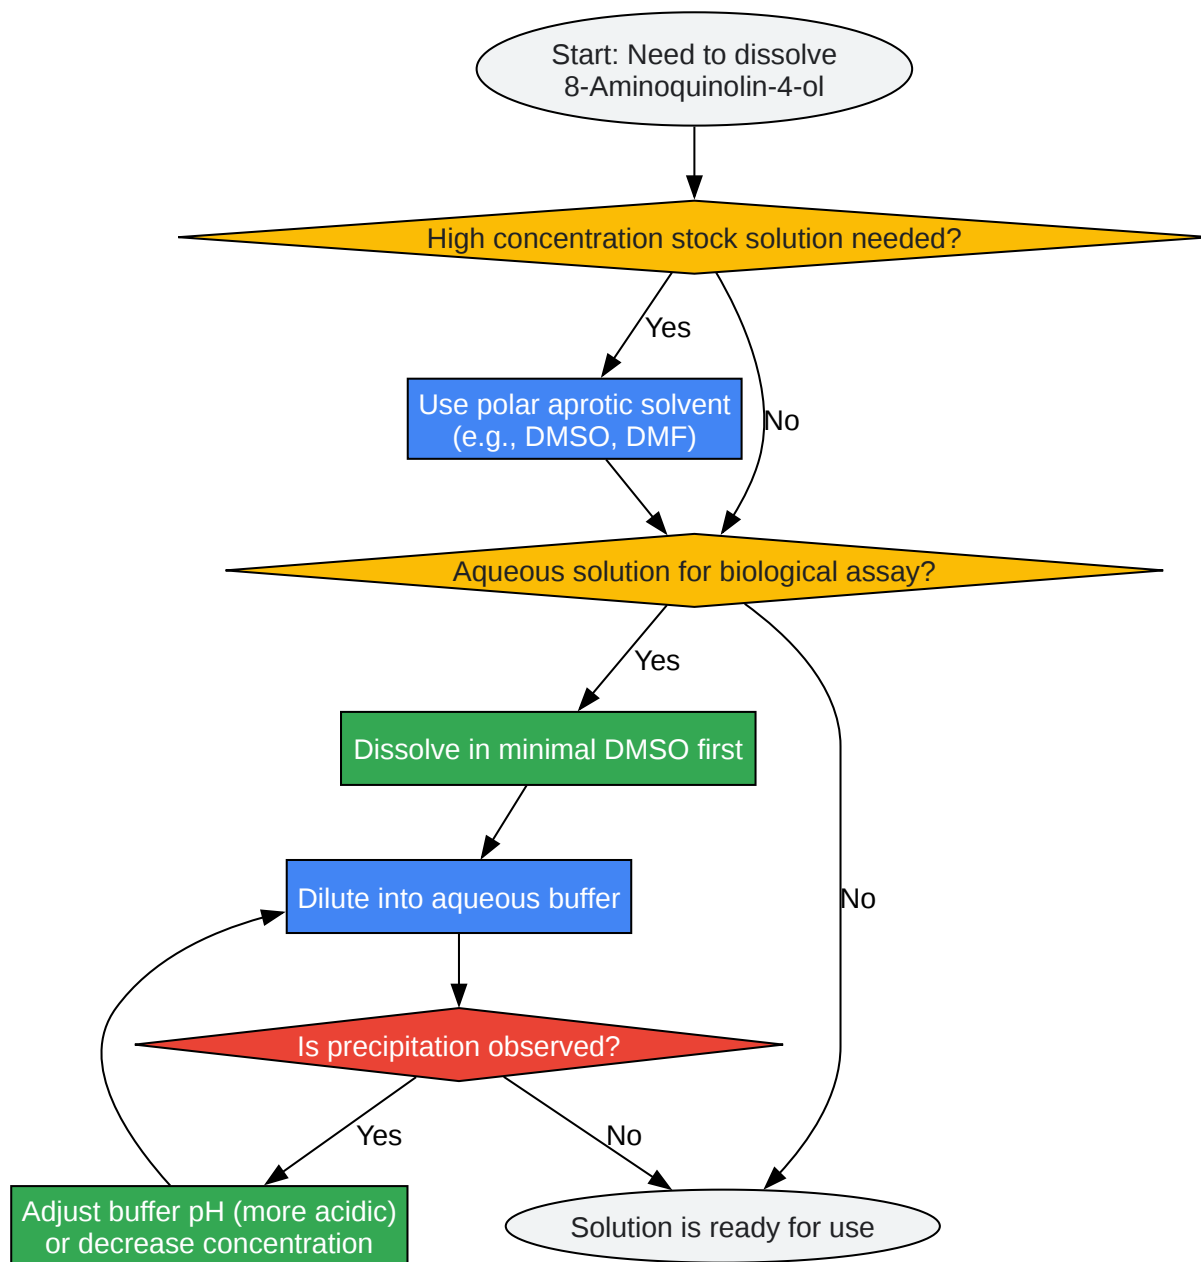 Start: Need to dissolve
8-Aminoquinolin-4-ol
High concentration stock solution needed?
Yes
Use polar aprotic solvent
(e.g., DMSO, DMF)
No
Aqueous solution for biological assay?
Yes
Dissolve in minimal DMSO first
Dilute into aqueous buffer
No
Is precipitation observed?
Yes
No
Adjust buffer pH (more acidic)
or decrease concentration
Solution is ready for use